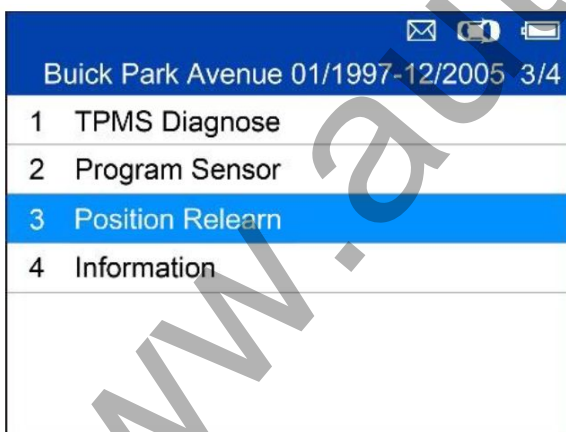 Buick Park Avenue 01/1997-12/2005 3/4
1 TPMS Diagnose
2 Program Sensor
3 Position Relearn
4 Information